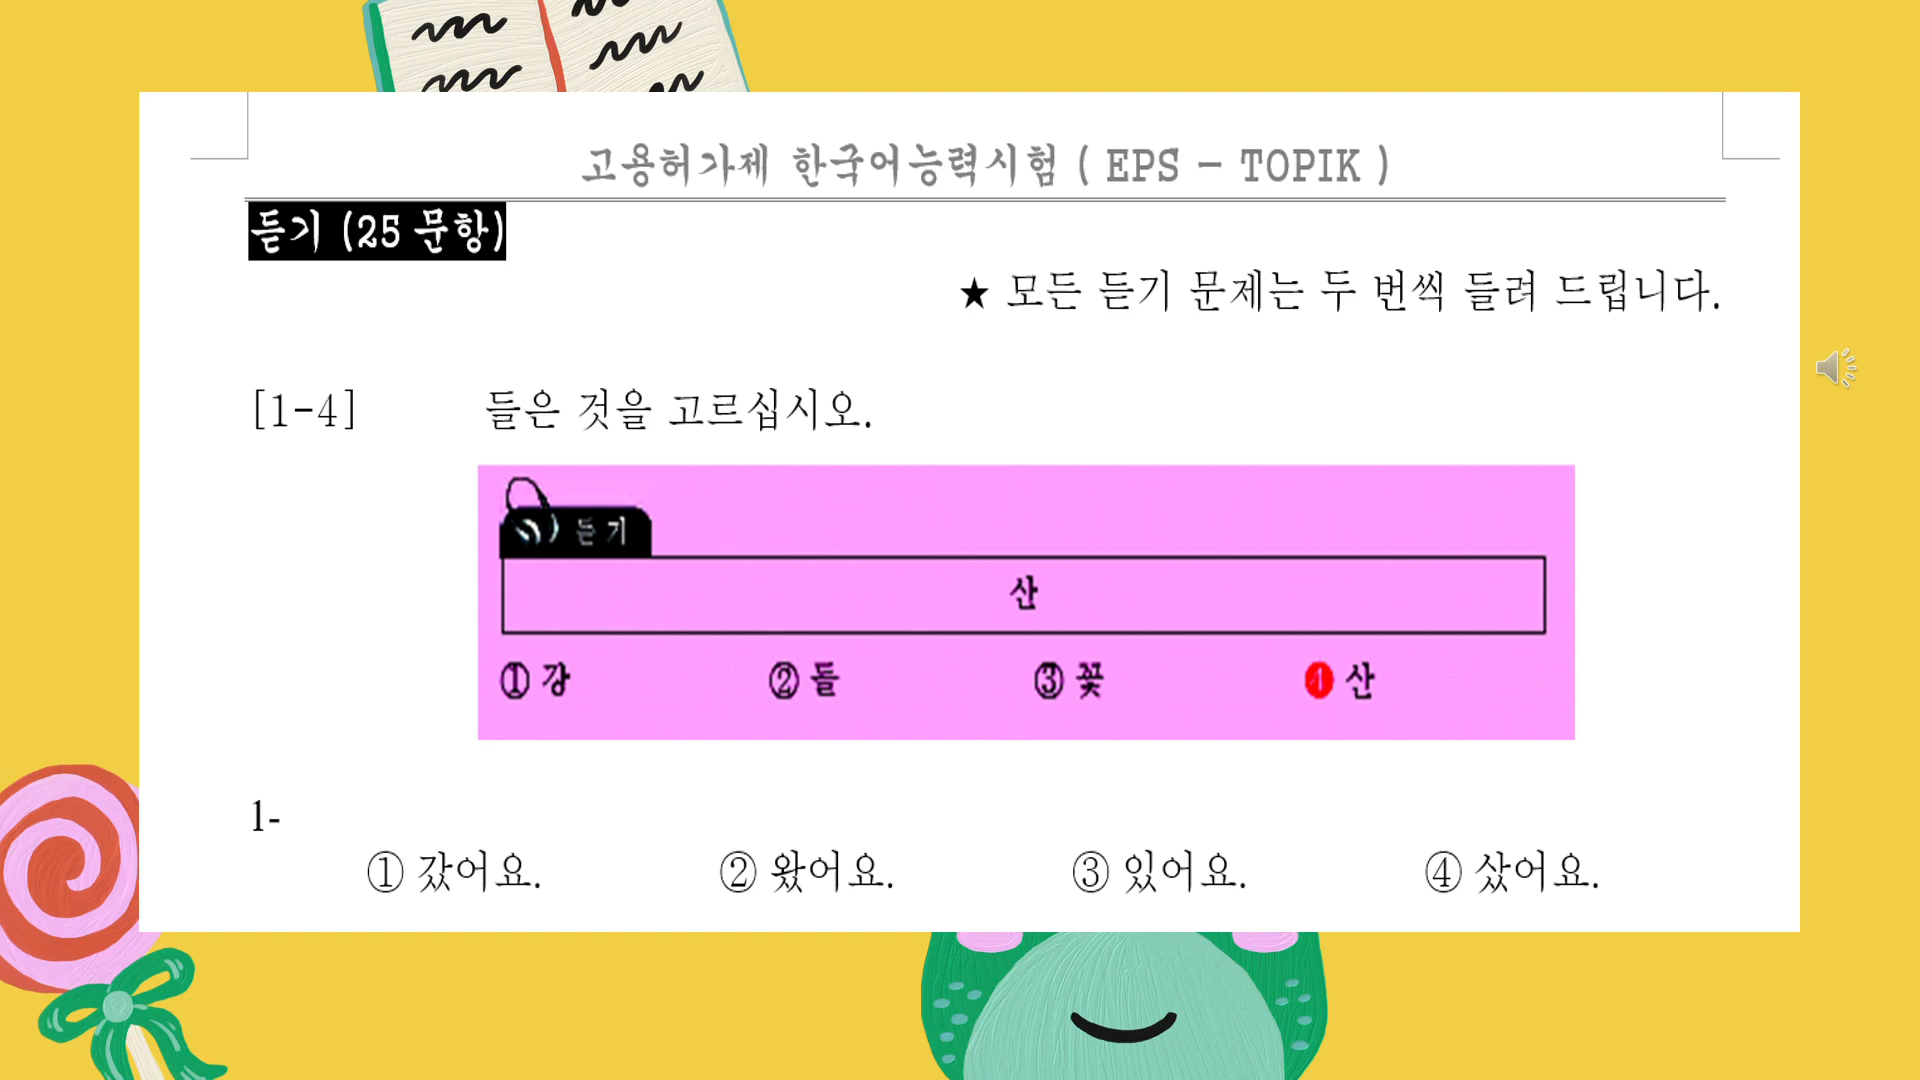 고용허가제 한국어능력시험 ( EPS – TOPIK )
듣기 (25 문항)
★ 모든 듣기 문제는 두 번씩 들려 드립니다.
[1-4] 들은 것을 고르십시오.
듣기
산
① 강 ② 들 ③ 꽃 ④ 산
1-
① 갔어요. ② 왔어요. ③ 있어요. ④ 샀어요.